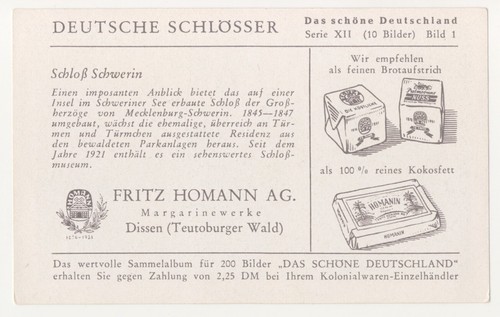 DEUTSCHE SCHLÖSSER
Das schöne Deutschland
Serie XII (10 Bilder) Bild 1
Schloß Schwerin
Einen imposanten Anblick bietet das auf einer
Insel im Schweriner See erbaute Schloß der Groß-
herzöge von Mecklenburg-Schwerin. 1845—1847
umgebaut, wächst die ehemalige, überreich an Tür-
men und Türmchen ausgestattete Residenz aus
den bewaldeten Parkanlagen heraus. Seit dem
Jahre 1921 enthält es ein sehenswertes Schloß-
museum.
HOMANN
1876-1951
FRITZ HOMANN AG.
Margarinewerke
Dissen (Teutoburger Wald)
Wir empfehlen
als feinen Brotaufstrich
als 100 % reines Kokosfett
HOMANIN
HOMANIN
Das wertvolle Sammelalbum für 200 Bilder „DAS SCHÖNE DEUTSCHLAND"
erhalten Sie gegen Zahlung von 2,25 DM bei Ihrem Kolonialwaren-Einzelhändler